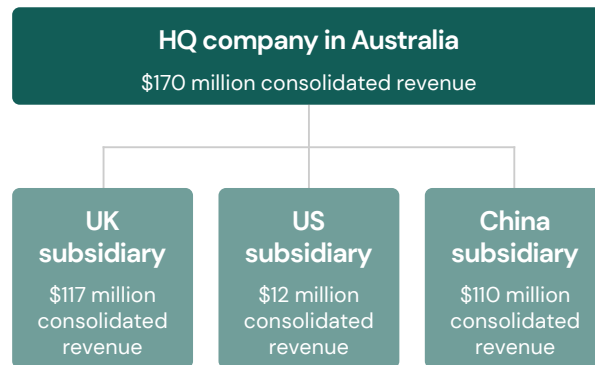 HQ company in Australia
$170 million consolidated revenue
UK
subsidiary
$117 million
consolidated
revenue
US
subsidiary
$12 million
consolidated
revenue
China
subsidiary
$110 million
consolidated
revenue